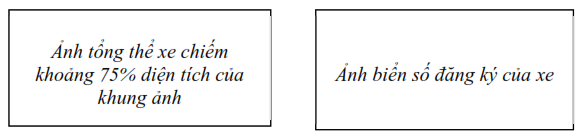 Ảnh tổng thể xe chiếm
khoảng 75% diện tích của
khung ảnh
Ảnh biển số đăng ký của xe